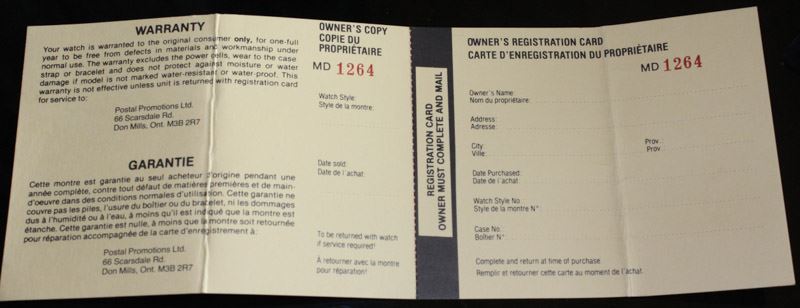 WARRANTY
Your watch is warranted to the original consumer only, for one-full
year to be free from defects in materials and workmanship under
normal use. The warranty excludes the power cells, wear to the case
strap or bracelet and does not protect against moisture or water
damage if model is not marked water-resistant or water-proof. This
warranty is not effective unless unit is returned with registration card
for service to:
Postal Promotions Ltd.
66 Scarsdale Rd.
Don Mills, Ont. M3B 2R7
GARANTIE
Cette montre est garantie au seul acheteur d'origine pendant une
année complète, contre tout défaut de matières premières et de main-
d'oeuvre dans des conditions normales d'utilisation. Cette garantie ne
couvre pas les piles, l'usure du boîtier ou du bracelet, ni les dommages
dus à l'humidité ou à l'eau, à moins qu'il est indiqué que la montre est
étanche. Cette garantie est nulle, à moins que la montre soit retournée
pour réparation accompagnée de la carte d'enregistrement à:
Postal Promotions Ltd.
66 Scarsdale Rd.
Don Mills, Ont. M3B 2R7
OWNER'S COPY
COPIE DU
PROPRIÉTAIRE
MD 1264
Watch Style:
Style de la montre:
Date sold:
Date de l'achat:
To be returned with watch
if service required!
À retourner avec la montre
pour réparation!
REGISTRATION CARD
OWNER MUST COMPLETE AND MAIL
OWNER'S REGISTRATION CARD
CARTE D'ENREGISTRATION DU PROPRIÉTAIRE
MD 1264
Owner's Name
Nom du propriétaire:
Address:
Adresse:
City:
Ville:
Prov.:
Prov.:
Date Purchased:
Date de l'achat
Watch Style No.
Style de la montre N°
Case No.
Boîtier N°
Complete and return at time of purchase.
Remplir et retourner cette carte au moment de l'achat.